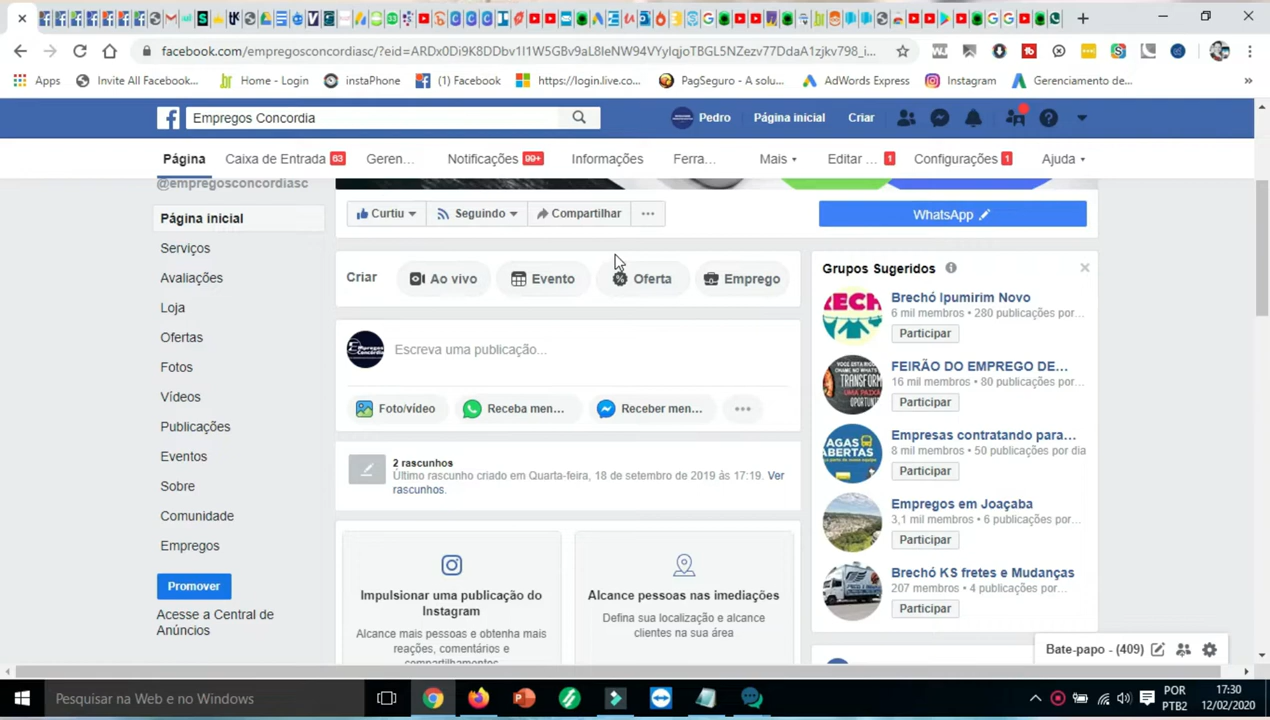 facebook.com/empregosconcordiasc/?eid=ARDx0Di9K8DDbv1I1W5GBv9aL8IeNW94VYyIqjoTBGL5NZezv77DdaA1zjkv798_i...
Apps
Invite All Facebook...
Home - Login
instaPhone
(1) Facebook
https://login.live.co...
PagSeguro - A solu...
AdWords Express
Instagram
Gerenciamento de...
Empregos Concordia
Pedro
Página inicial
Criar
Página
Caixa de Entrada 63
Geren...
Notificações 99+
Informações
Ferra...
Mais
Editar ... 1
Configurações 1
Ajuda
@empregosconcordiasc
Página inicial
Serviços
Avaliações
Loja
Ofertas
Fotos
Vídeos
Publicações
Eventos
Sobre
Comunidade
Empregos
Promover
Acesse a Central de
Anúncios
Curtiu
Seguindo
Compartilhar
WhatsApp
Criar
Ao vivo
Evento
Oferta
Emprego
Empregos
Concórdia
Escreva uma publicação...
Foto/vídeo
Receba men...
Receber men...
2 rascunhos
Último rascunho criado em Quarta-feira, 18 de setembro de 2019 às 17:19. Ver
rascunhos.
Impulsionar uma publicação do
Instagram
Alcance mais pessoas e obtenha mais
reações, comentários e
compartilhamentos
Alcance pessoas nas imediações
Defina sua localização e alcance
clientes na sua área
Grupos Sugeridos
Brechó Ipumirim Novo
6 mil membros • 280 publicações por...
Participar
FEIRÃO DO EMPREGO DE...
16 mil membros • 80 publicações por...
Participar
Empresas contratando para...
8 mil membros • 50 publicações por dia
Participar
Empregos em Joaçaba
3,1 mil membros • 6 publicações por...
Participar
Brechó KS fretes e Mudanças
207 membros • 4 publicações por...
Participar
Bate-papo - (409)
Pesquisar na Web e no Windows
POR
PTB2
17:30
12/02/2020